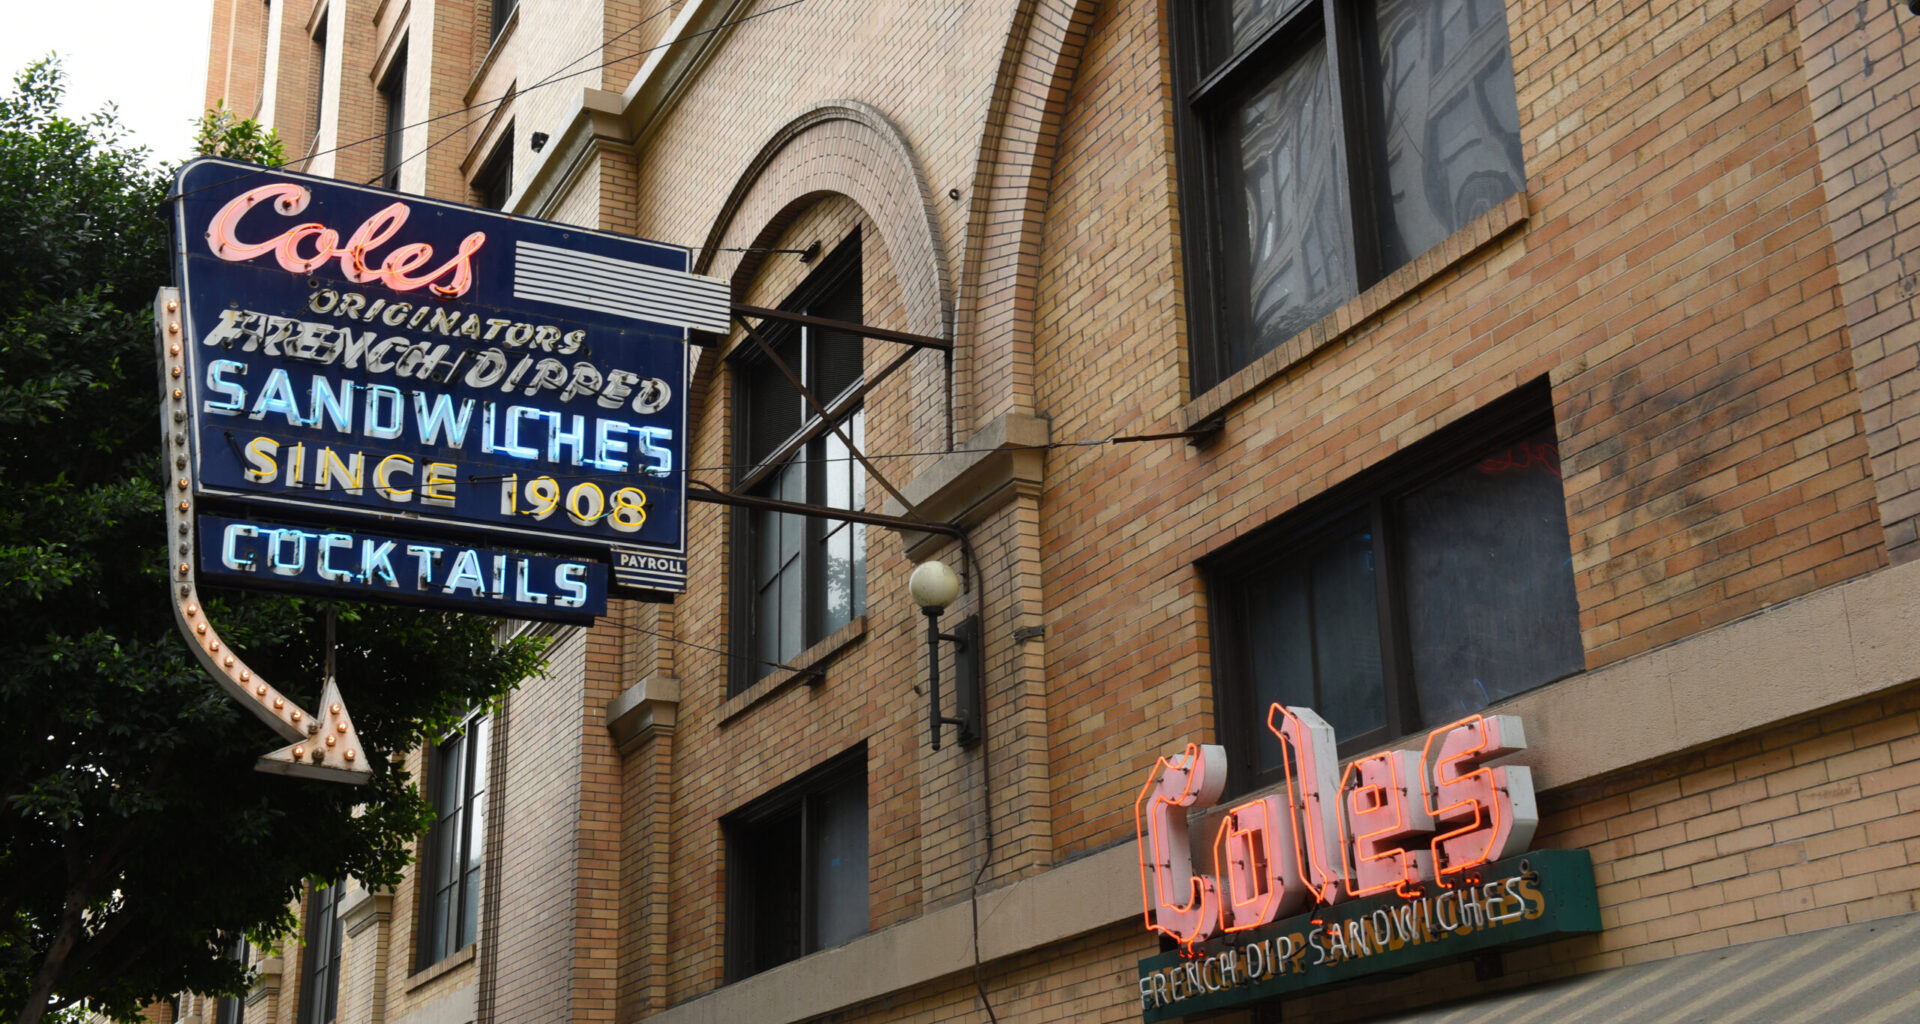 Coles
ORIGINATORS
FRENCH/DIPPED
SANDWICHES
SINCE 1908
COCKTAILS
PAYROLL
Coles
FRENCH DIP SANDWICHES